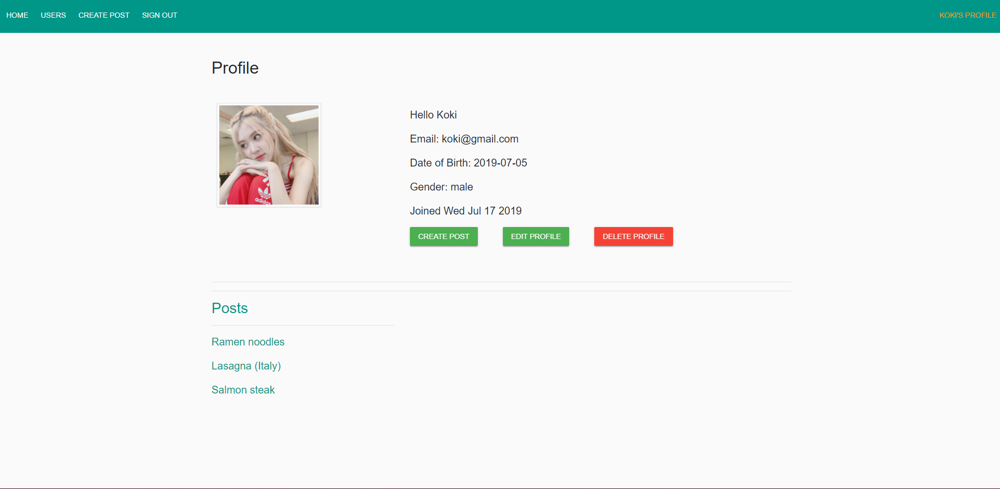 HOME USERS CREATE POST SIGN OUT KOKI'S PROFILE
Profile
adidas
Hello Koki
Email: koki@gmail.com
Date of Birth: 2019-07-05
Gender: male
Joined Wed Jul 17 2019
CREATE POST EDIT PROFILE DELETE PROFILE
Posts
Ramen noodles
Lasagna (Italy)
Salmon steak